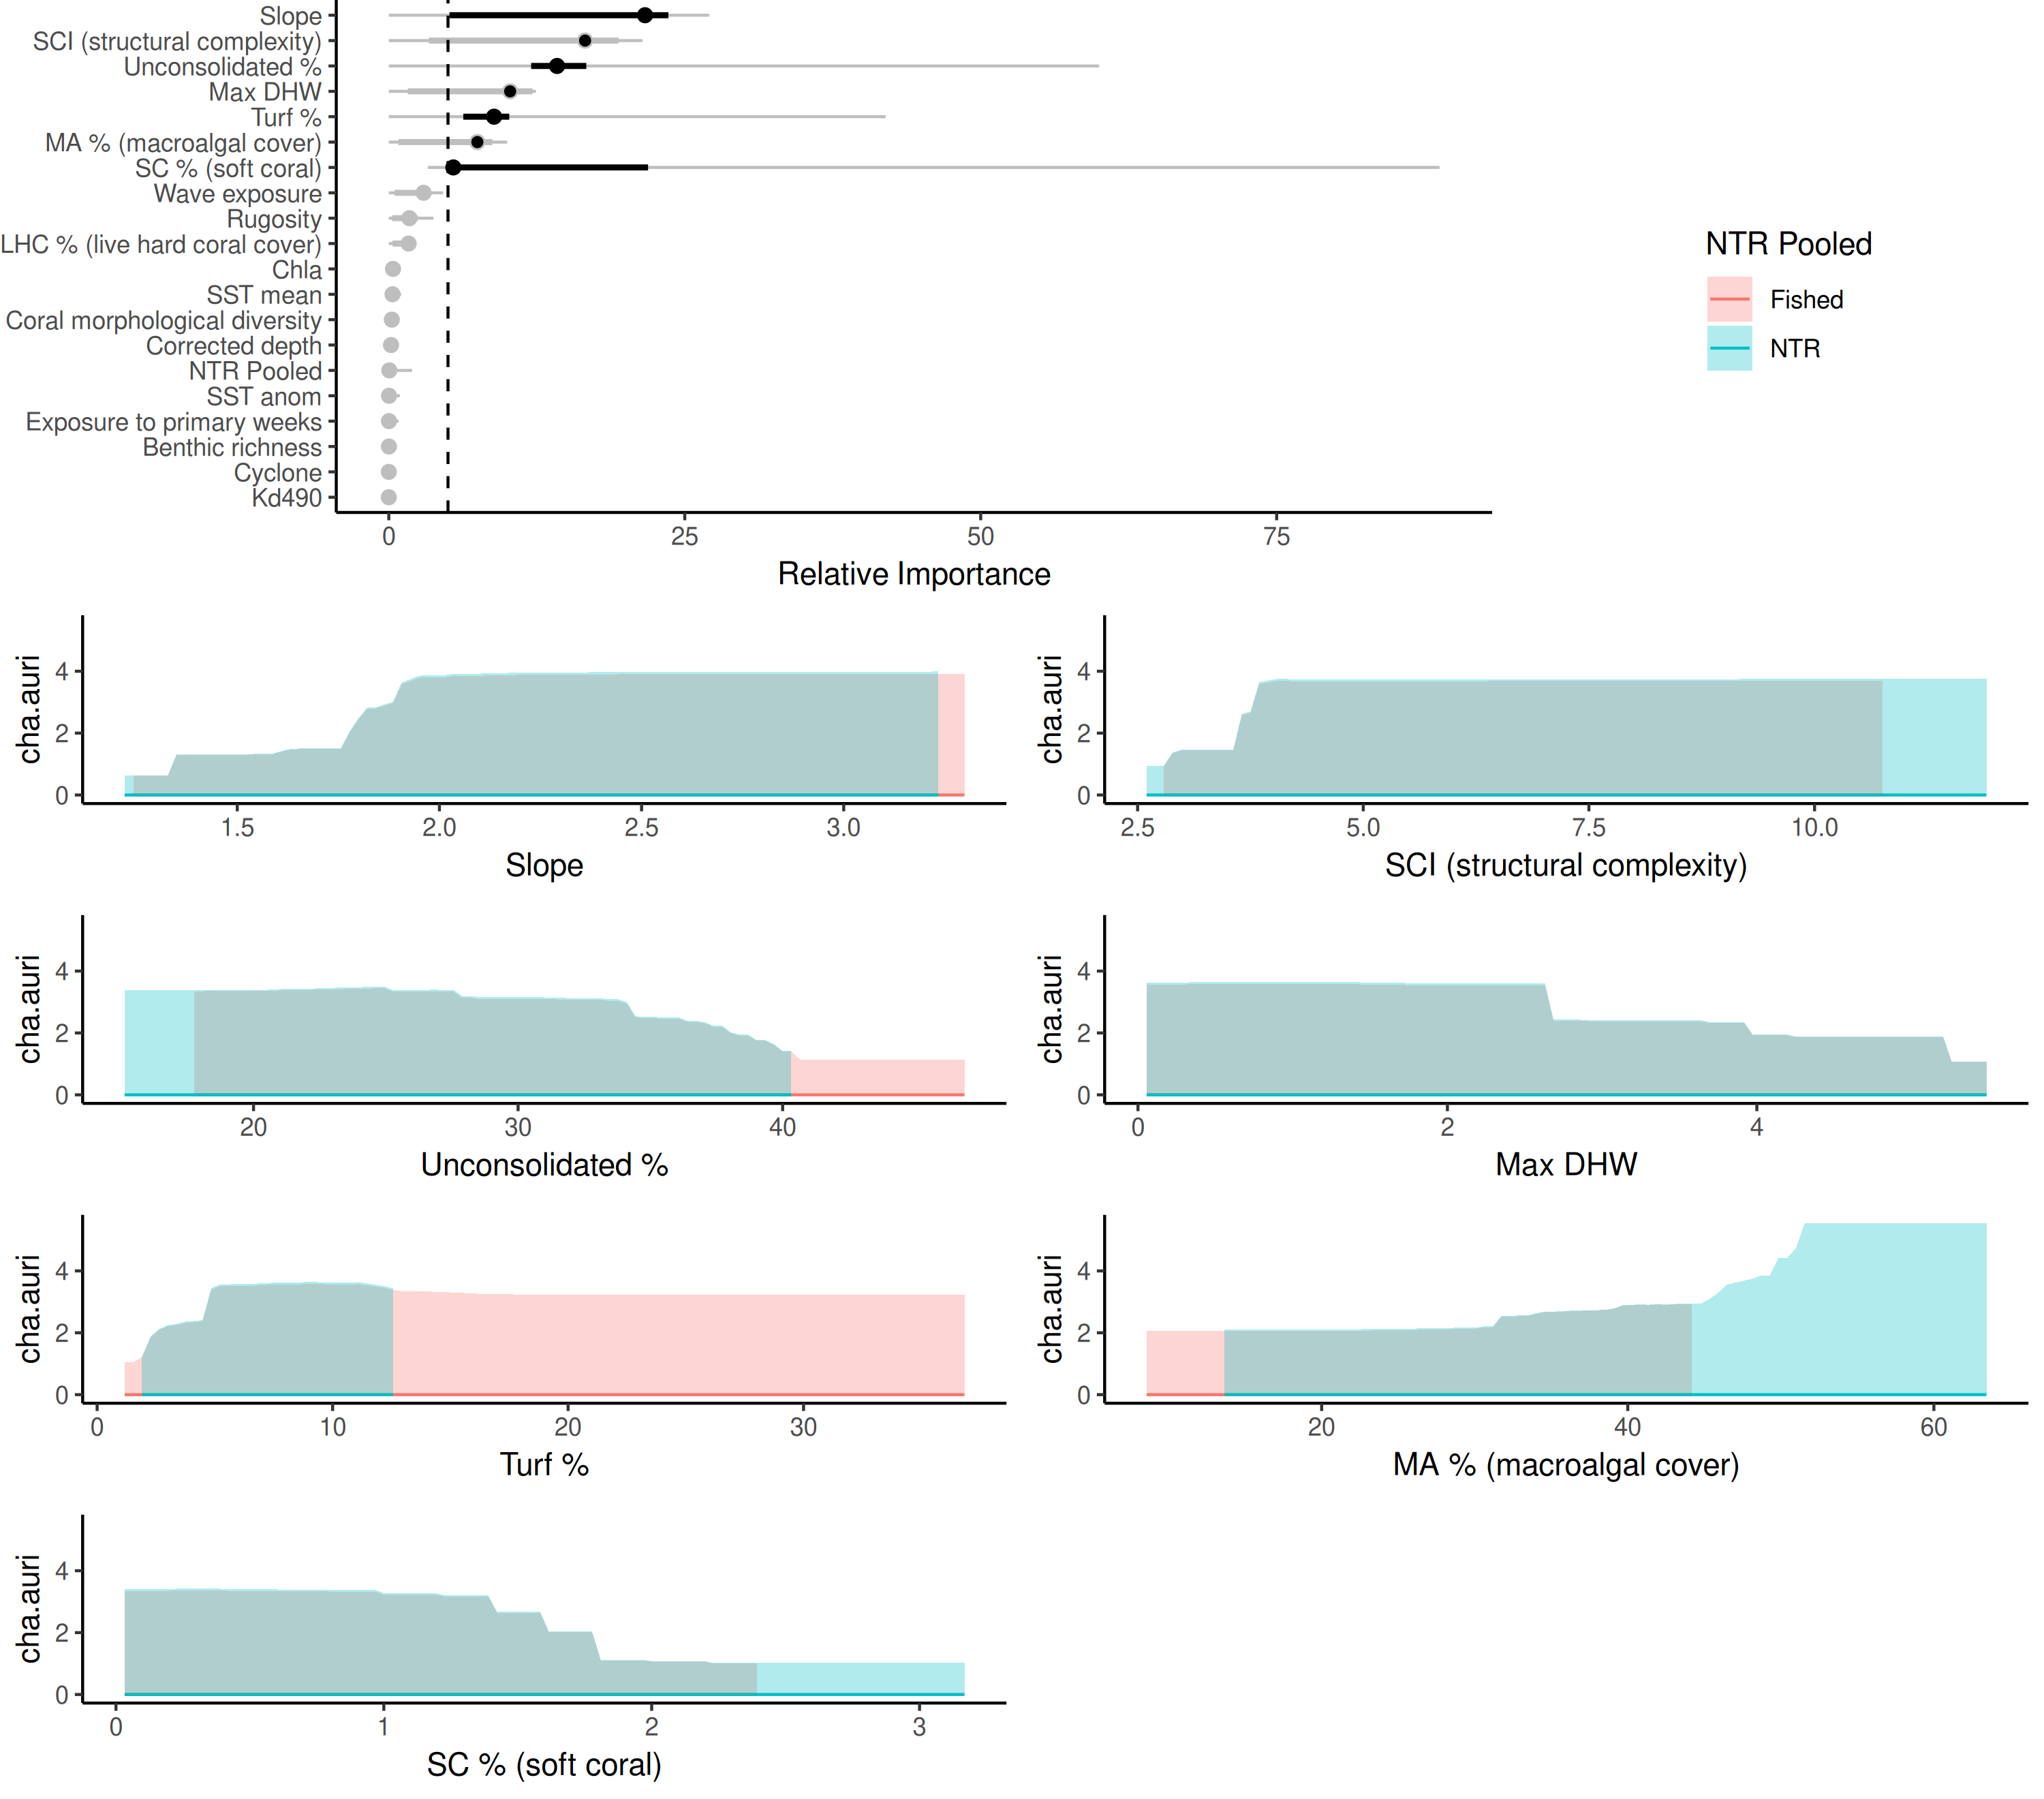 Slope
SCI (structural complexity)
Unconsolidated %
Max DHW
Turf %
MA % (macroalgal cover)
SC % (soft coral)
Wave exposure
Rugosity
LHC % (live hard coral cover)
Chla
SST mean
Coral morphological diversity
Corrected depth
NTR Pooled
SST anom
Exposure to primary weeks
Benthic richness
Cyclone
Kd490
0 25 50 75
Relative Importance
NTR Pooled
Fished
NTR
cha.auri
4
2
0
1.5 2.0 2.5 3.0
Slope
cha.auri
4
2
0
2.5 5.0 7.5 10.0
SCI (structural complexity)
cha.auri
4
2
0
20 30 40
Unconsolidated %
cha.auri
4
2
0
0 2 4
Max DHW
cha.auri
4
2
0
0 10 20 30
Turf %
cha.auri
4
2
0
20 40 60
MA % (macroalgal cover)
cha.auri
4
2
0
0 1 2 3
SC % (soft coral)